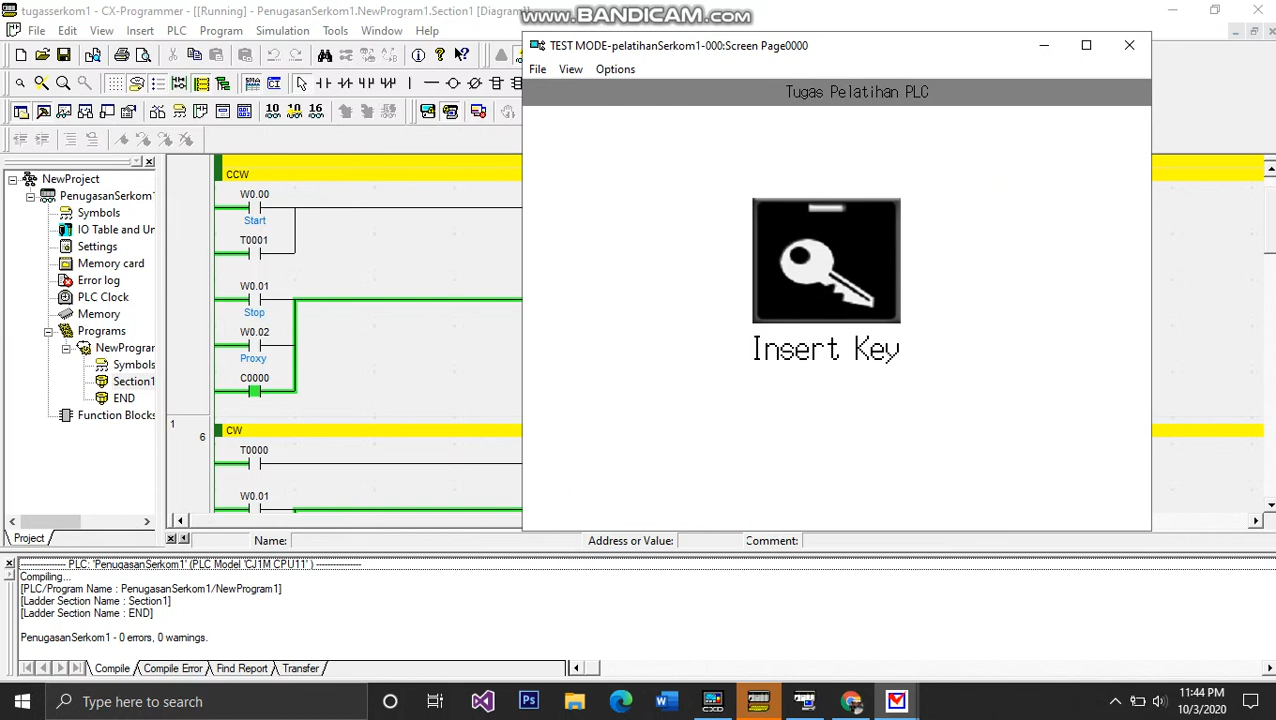 tugasserkom1 - CX-Programmer - [[Running] - PenugasanSerkom1.NewProgram1.Section1 [Diagram]
www.BANDICAM.com
File Edit View Insert PLC Program Simulation Tools Window Help
TEST MODE-pelatihanSerkom1-000:Screen Page0000
File View Options
Tugas Pelatihan PLC
Insert Key
10 10 16
NewProject
PenugasanSerkom1
Symbols
IO Table and Un
Settings
Memory card
Error log
PLC Clock
Memory
Programs
NewPrograr
Symbols
Section1
END
Function Blocks
Project
CCW
W0.00
Start
T0001
W0.01
Stop
W0.02
Proxy
C0000
1
6
CW
T0000
W0.01
Name:
Address or Value:
Comment:
PLC: 'PenugasanSerkom1' (PLC Model 'CJ1M CPU11')
Compiling...
[PLC/Program Name : PenugasanSerkom1/NewProgram1]
[Ladder Section Name : Section1]
[Ladder Section Name : END]
PenugasanSerkom1 - 0 errors, 0 warnings.
Compile Compile Error Find Report Transfer
Type here to search
11:44 PM
10/3/2020